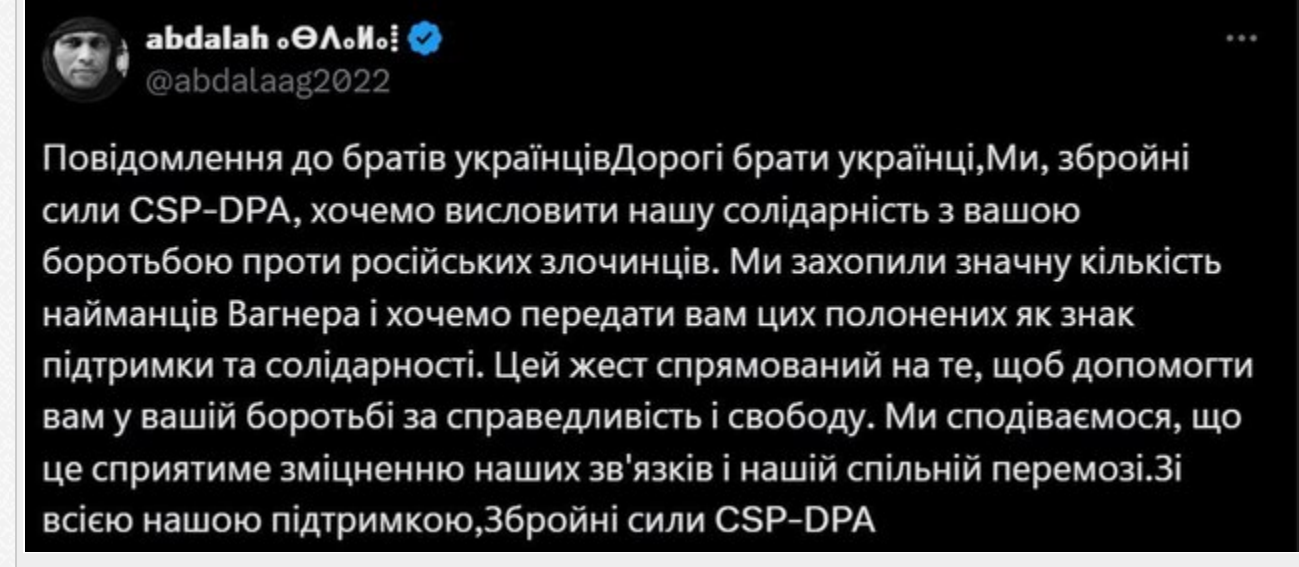 abdalah ⴰⴱⴷⴰⵍⴰⵂ
@abdalaag2022
Повідомлення до братів українцівДорогі брати українці,Ми, збройні
сили CSP-DPA, хочемо висловити нашу солідарність з вашою
боротьбою проти російських злочинців. Ми захопили значну кількість
найманців Вагнера і хочемо передати вам цих полонених як знак
підтримки та солідарності. Цей жест спрямований на те, щоб допомогти
вам у вашій боротьбі за справедливість і свободу. Ми сподіваємося, що
це сприятиме зміцненню наших зв'язків і нашій спільній перемозі.Зі
всією нашою підтримкою,Збройні сили CSP-DPA